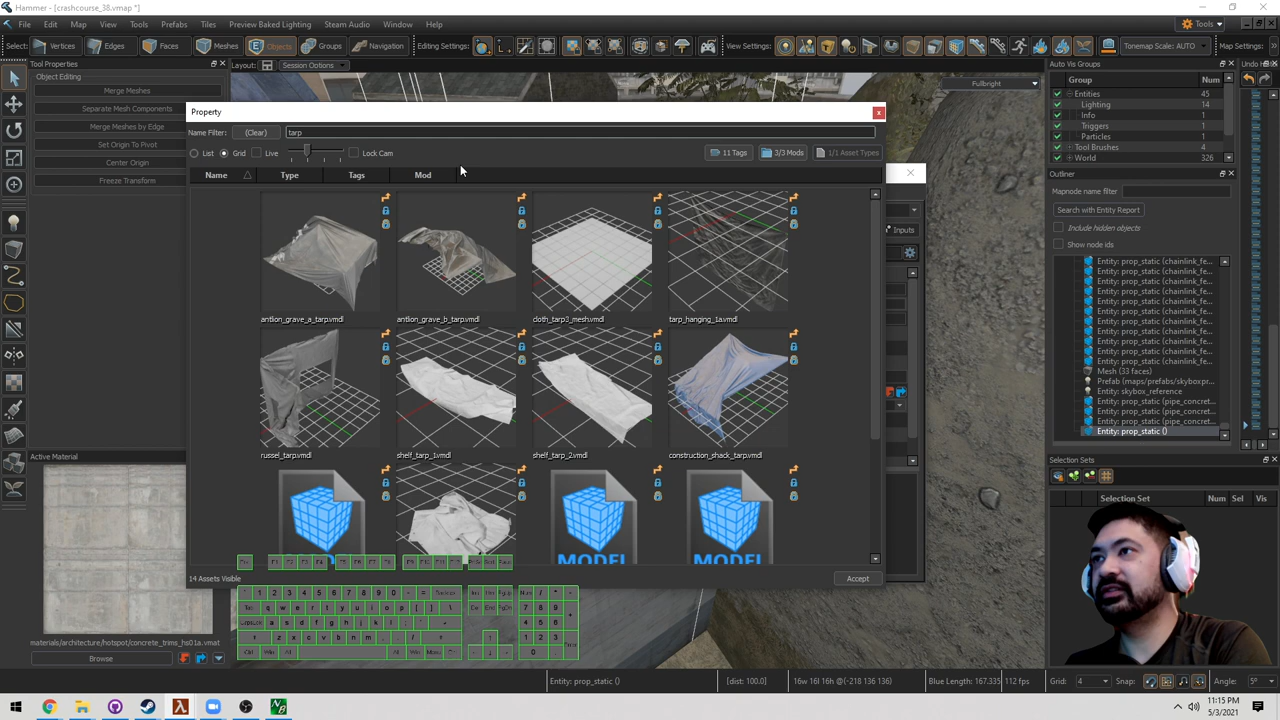 Hammer - [crashcourse_38.vmap *]
File Edit Map View Tools Prefabs Tiles Preview Baked Lighting Steam Audio Window Help Tools
Select: Vertices Edges Faces Meshes Objects Groups Navigation Editing Settings: View Settings: Tonemap Scale: AUTO Map Settings:
Tool Properties
Object Editing
Merge Meshes
Separate Mesh Components
Merge Meshes by Edge
Set Origin To Pivot
Center Origin
Freeze Transform
Layout: Session Options
Fullbright
Property
Name Filter: (Clear) tarp
List Grid Live Lock Cam 11 Tags 3/3 Mods 1/1 Asset Types
Name Type Tags Mod
antlion_grave_a_tarp.vmdl antlion_grave_b_tarp.vmdl cloth_tarp3_mesh.vmdl tarp_hanging_1a.vmdl
russel_tarp.vmdl shelf_tarp_1.vmdl shelf_tarp_2.vmdl construction_shack_tarp.vmdl
MODEL MODEL
14 Assets Visible
Accept
Inputs
Auto Vis Groups
Undo Hi
Group Num
Entities 45
Lighting 14
Info 1
Triggers 1
Particles 1
Tool Brushes 4
World 326
Outliner
Mapnode name filter
Search with Entity Report
Include hidden objects
Show node ids
Entity: prop_static (chainlink_fe...
Entity: prop_static (chainlink_fe...
Entity: prop_static (chainlink_fe...
Entity: prop_static (chainlink_fe...
Entity: prop_static (chainlink_fe...
Entity: prop_static (chainlink_fe...
Entity: prop_static (chainlink_fe...
Entity: prop_static (chainlink_fe...
Entity: prop_static (chainlink_fe...
Entity: prop_static (chainlink_fe...
Entity: prop_static (chainlink_fe...
Mesh (33 faces)
Prefab (maps/prefabs/skyboxpr...
Entity: skybox_reference
Entity: prop_static (pipe_concret...
Entity: prop_static (pipe_concret...
Entity: prop_static (pipe_concret...
Entity: prop_static ()
Selection Sets
Selection Set Num Sel Vis
Active Material
materials/architecture/hotspot/concrete_trims_hs01a.vmat
Browse
Entity: prop_static () [dist: 100.0] 16w 16l 16h @(-218 136 136) Blue Length: 167.335 112 fps Grid: 4 Snap: Angle: 5°
11:15 PM
5/3/2021